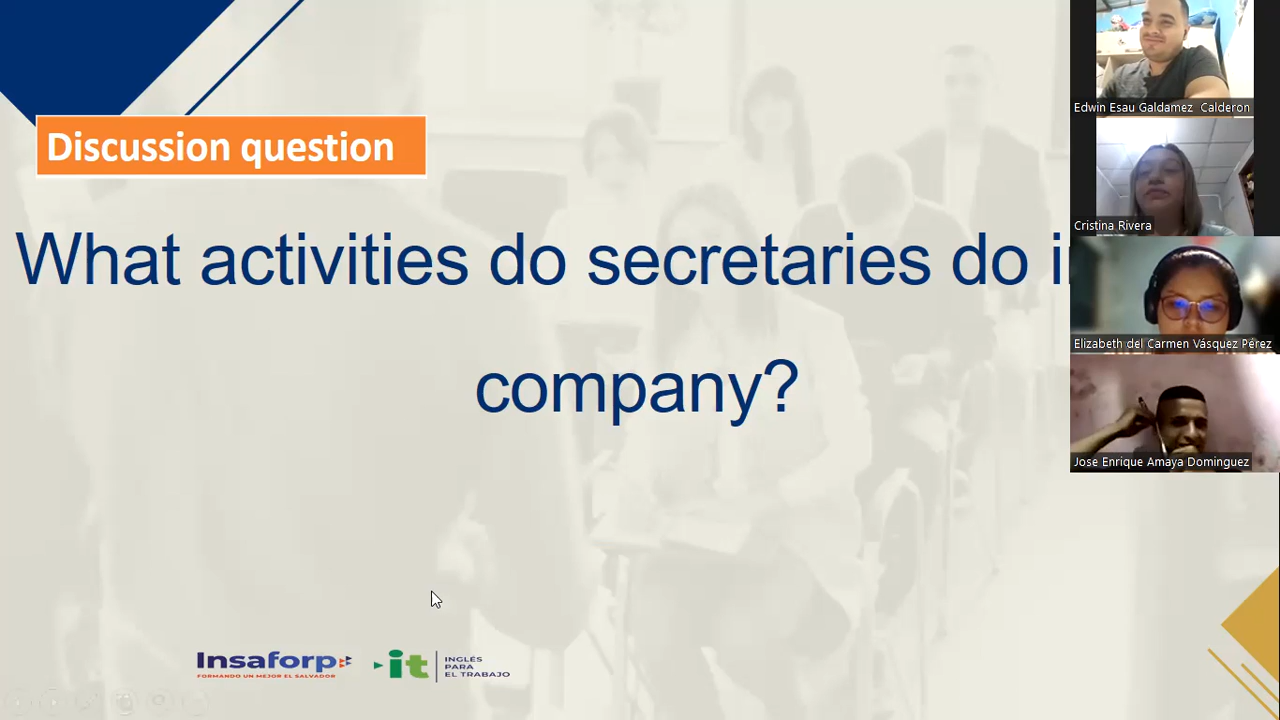 Discussion question
What activities do secretaries do
company?
Insaforp
FORMANDO UN MEJOR EL SALVADOR
it
INGLÉS
PARA
EL TRABAJO
Edwin Esau Galdamez Calderon
Cristina Rivera
Elizabeth del Carmen Vásquez Pérez
Jose Enrique Amaya Dominguez